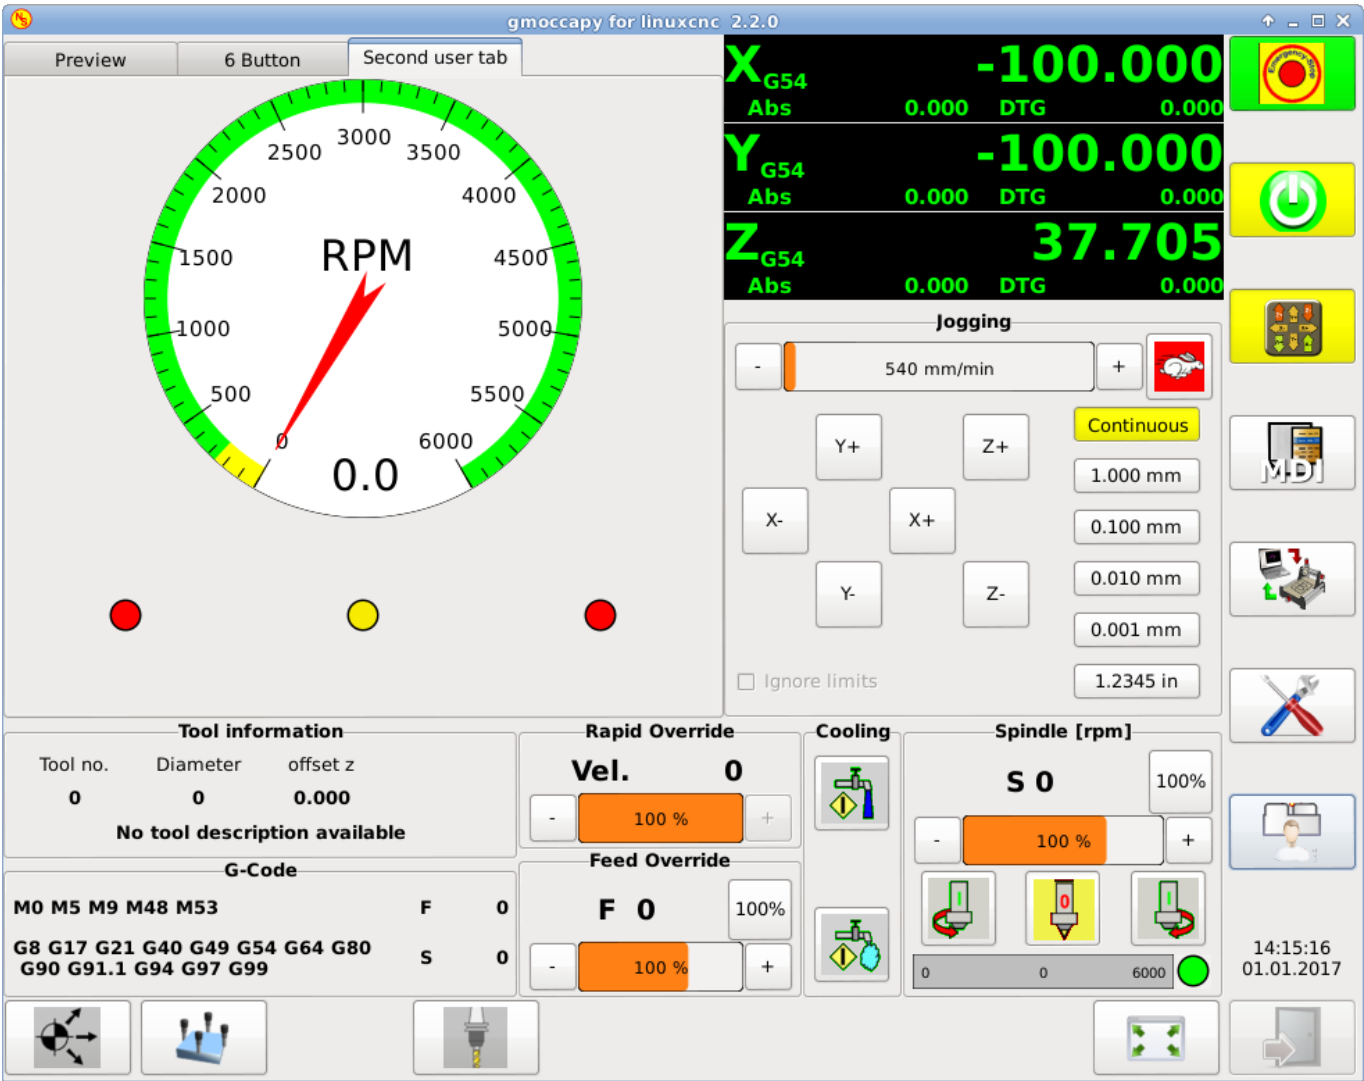 gmoccapy for linuxcnc 2.2.0
Preview
6 Button
Second user tab
0
500
1000
1500
2000
2500
3000
3500
4000
4500
5000
5500
6000
RPM
0.0
X G54 -100.000
Abs 0.000 DTG 0.000
Y G54 -100.000
Abs 0.000 DTG 0.000
Z G54 37.705
Abs 0.000 DTG 0.000
Emergency-Stop
Jogging
- 540 mm/min +
Y+
Z+
X-
X+
Y-
Z-
Continuous
1.000 mm
0.100 mm
0.010 mm
0.001 mm
1.2345 in
Ignore limits
MDI
Tool information
Tool no. Diameter offset z
0 0 0.000
No tool description available
G-Code
M0 M5 M9 M48 M53
F 0
G8 G17 G21 G40 G49 G54 G64 G80
G90 G91.1 G94 G97 G99
S 0
Rapid Override
Vel. 0
- 100 % +
Feed Override
F 0 100%
- 100 % +
Cooling
Spindle [rpm]
S 0 100%
- 100 % +
I
0
I
0 0 6000
14:15:16
01.01.2017